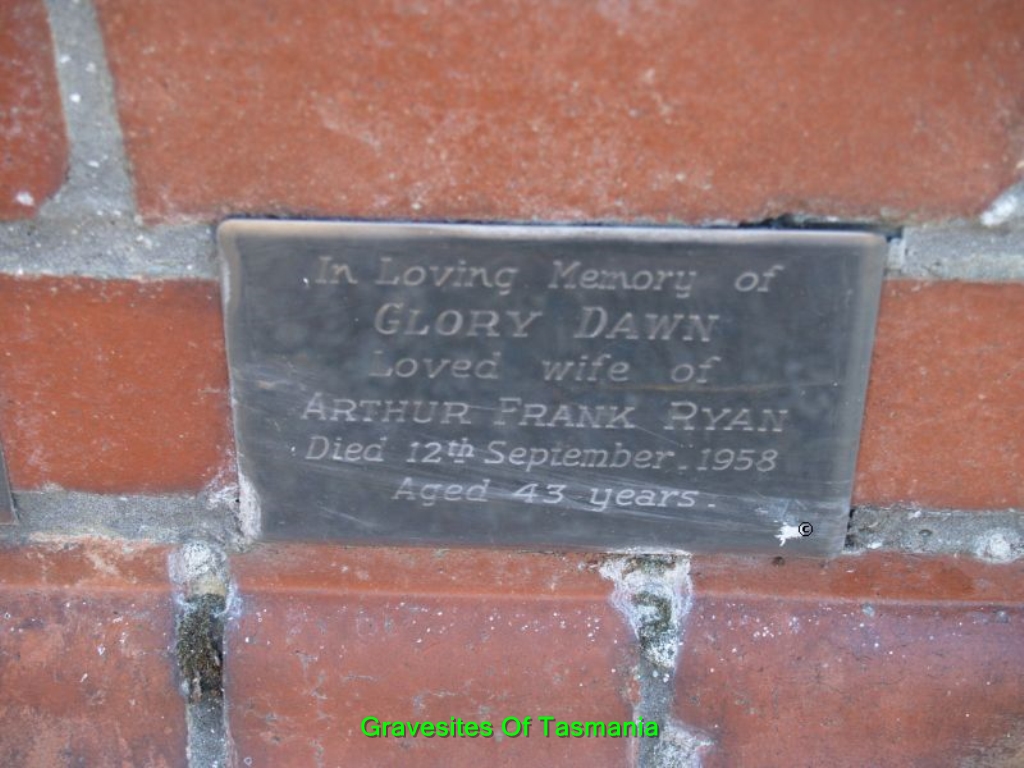 In Loving Memory of
GLORY DAWN
Loved wife of
ARTHUR FRANK RYAN
Died 12th September. 1958
Aged 43 years.
©
Gravesites Of Tasmania